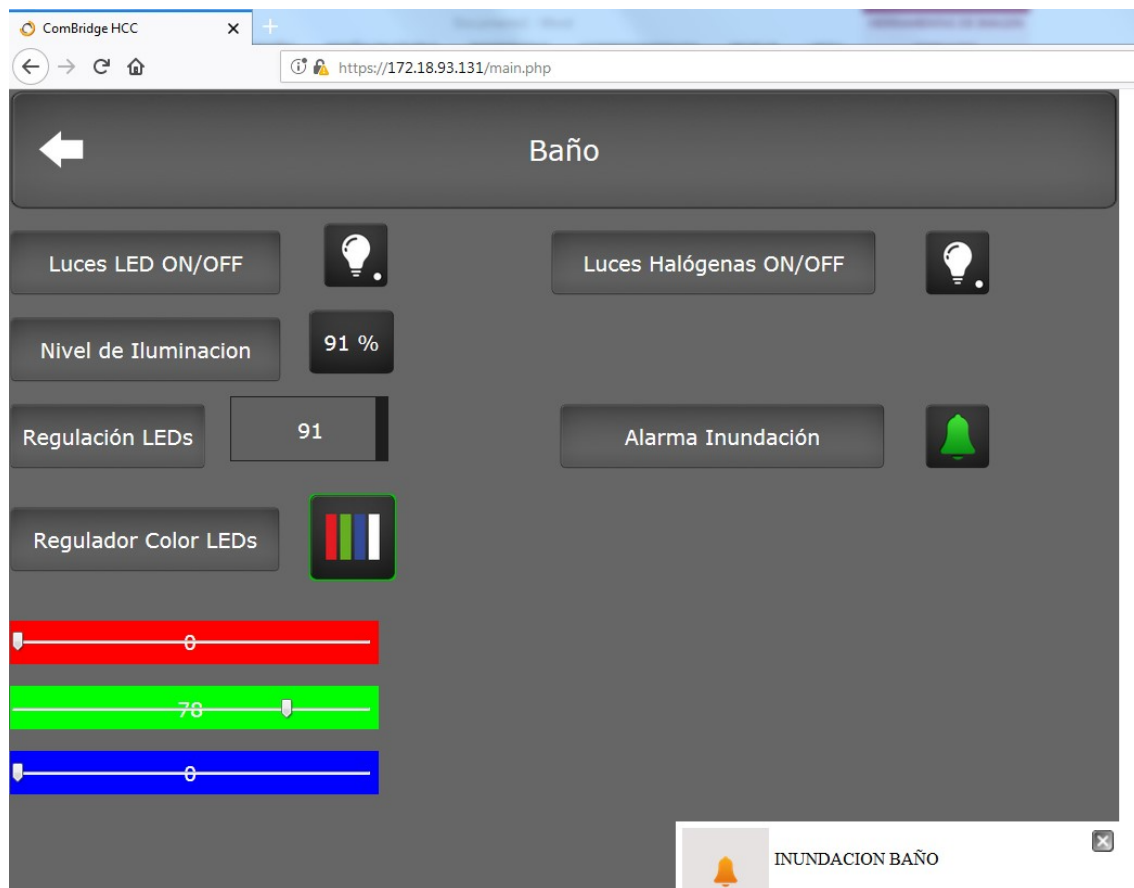 ComBridge HCC
https://172.18.93.131/main.php
Baño
Luces LED ON/OFF
Luces Halógenas ON/OFF
Nivel de Iluminacion
91 %
Regulación LEDs
91
Alarma Inundación
Regulador Color LEDs
0
78
0
INUNDACION BAÑO